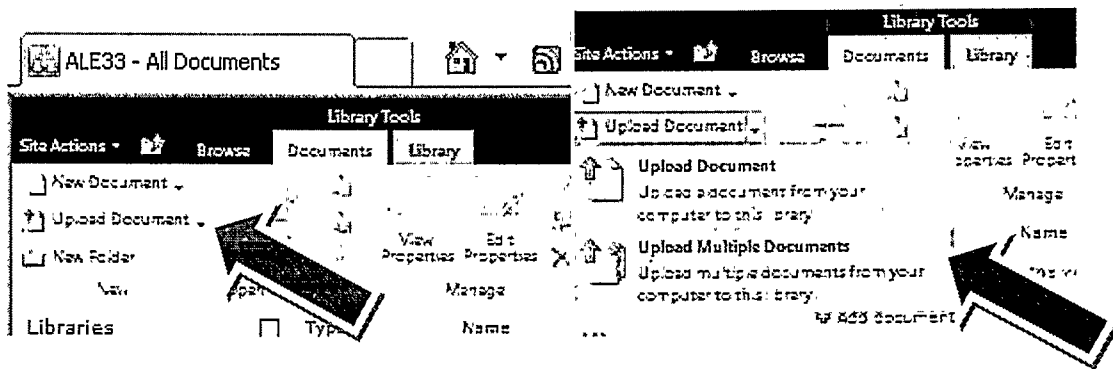 ALE33 - All Documents
Library Tools
Site Actions
Browse
Documents
Library
New Document
Upload Document
New Folder
View Properties
Edit Properties
New
Manage
Libraries
Name
Library Tools
Site Actions
Browse
Documents
Library
New Document
Upload Document
Upload Document
Upload a document from your
computer to this library
Upload Multiple Documents
Upload multiple documents from your
computer to this library.
View
Edit
Manage
Name
Add document